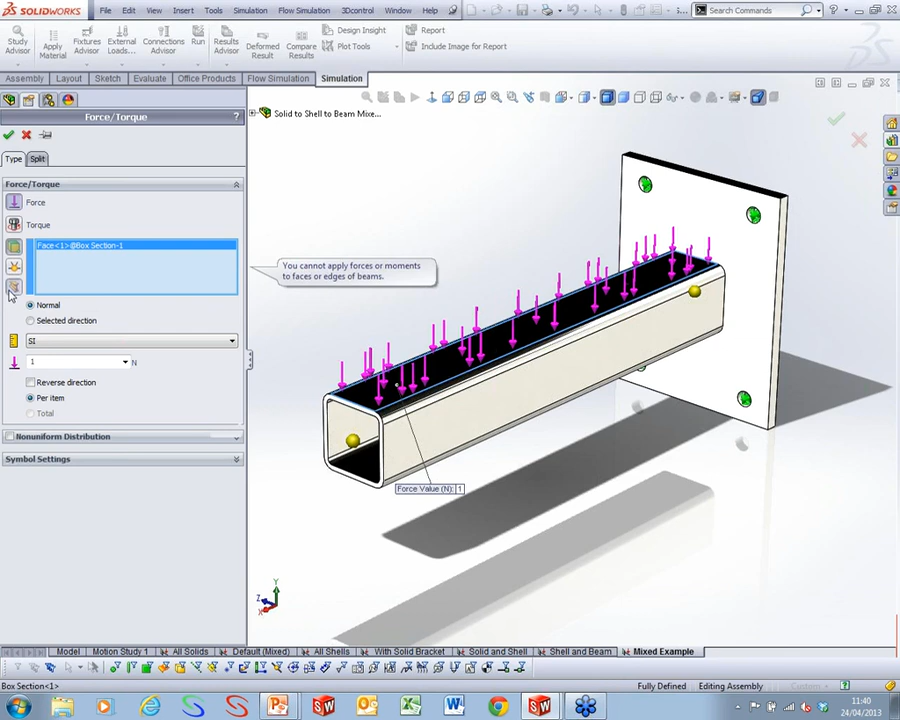 SOLIDWORKS
File Edit View Insert Tools Simulation Flow Simulation 3Dcontrol Window Help
Search Commands
Study Advisor
Apply Material
Fixtures Advisor
External Loads...
Connections Advisor
Run
Results Advisor
Deformed Result
Compare Results
Design Insight
Plot Tools
Report
Include Image for Report
Assembly Layout Sketch Evaluate Office Products Flow Simulation Simulation
Force/Torque ?
Solid to Shell to Beam Mixe...
Type Split
Force/Torque
Force
Torque
Face<1>@Box Section-1
You cannot apply forces or moments
to faces or edges of beams.
Normal
Selected direction
SI
1 N
Reverse direction
Per item
Total
Nonuniform Distribution
Symbol Settings
Force Value (N): 1
Y
Z
X
Model Motion Study 1 All Solids Default (Mixed) All Shells With Solid Bracket Solid and Shell Shell and Beam Mixed Example
Box Section<1>
Fully Defined Editing Assembly Custom
11:40
24/04/2013